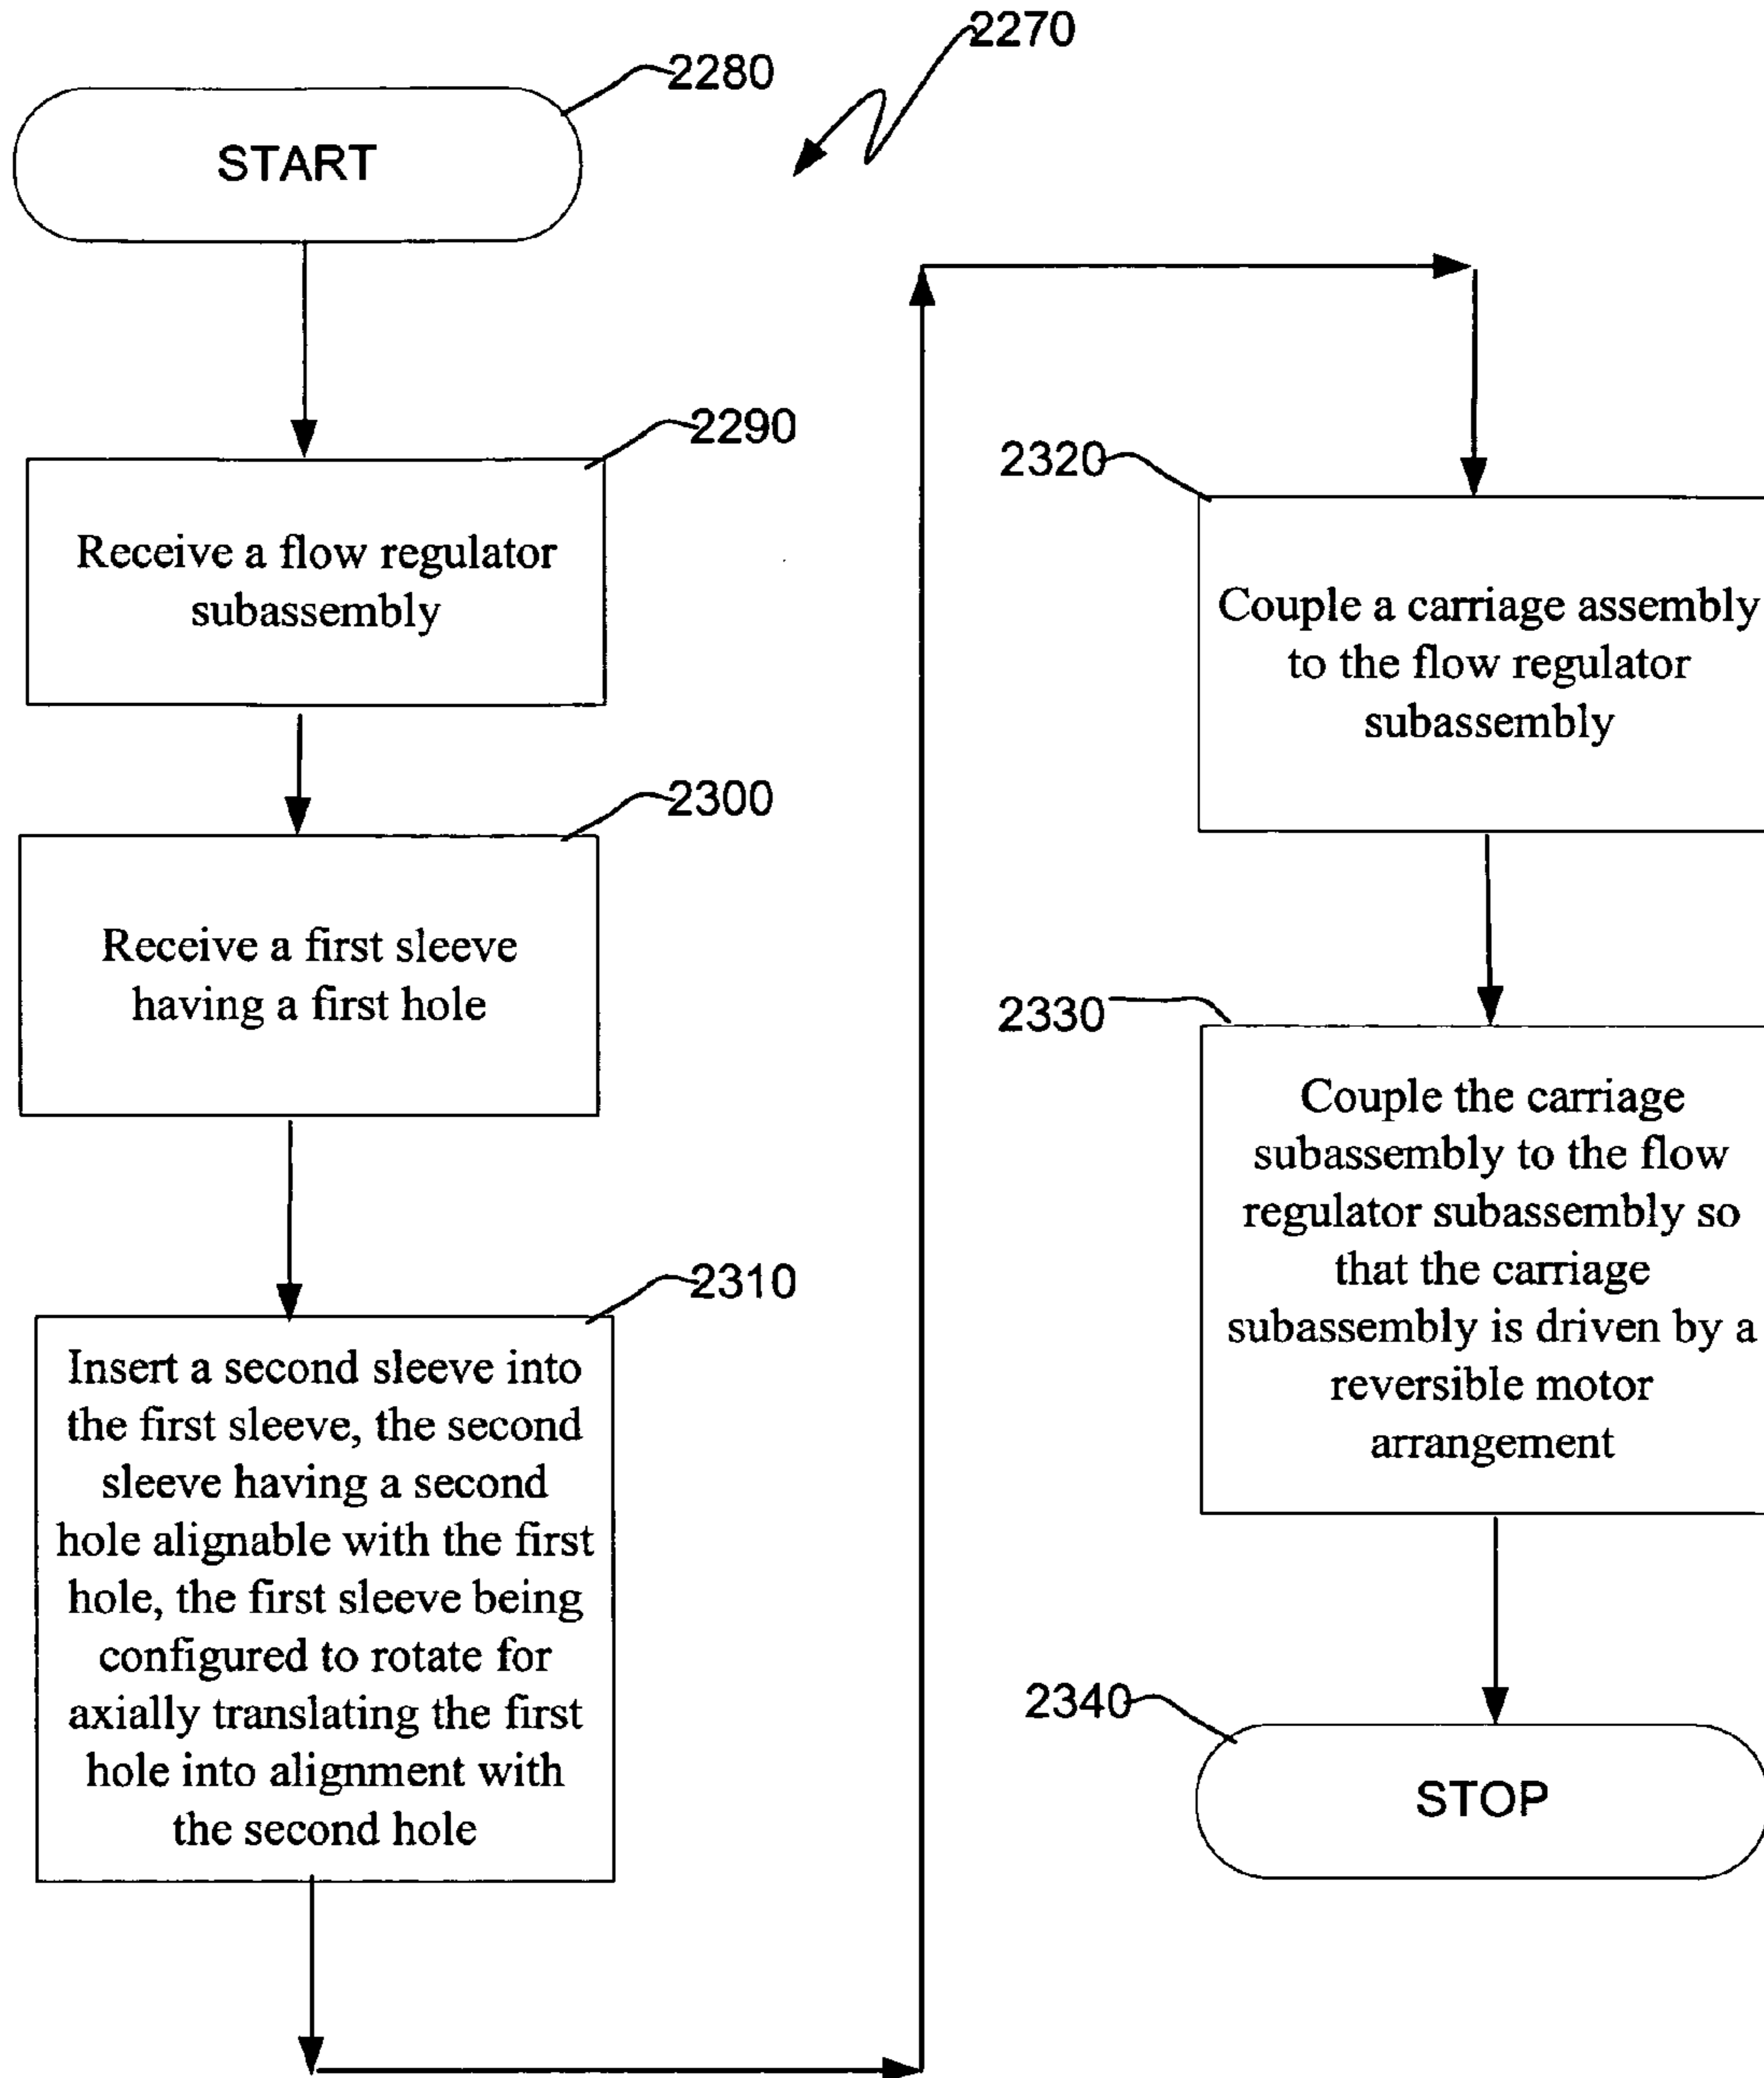 2270
2280
START
2290
Receive a flow regulator
subassembly
2300
Receive a first sleeve
having a first hole
2310
Insert a second sleeve into
the first sleeve, the second
sleeve having a second
hole alignable with the first
hole, the first sleeve being
configured to rotate for
axially translating the first
hole into alignment with
the second hole
2320
Couple a carriage assembly
to the flow regulator
subassembly
2330
Couple the carriage
subassembly to the flow
regulator subassembly so
that the carriage
subassembly is driven by a
reversible motor
arrangement
2340
STOP